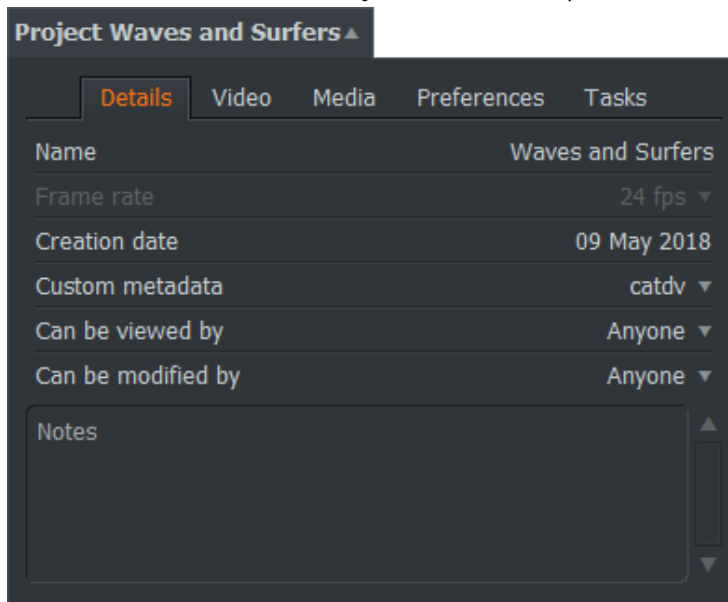 Project Waves and Surfers
Details Video Media Preferences Tasks
Name Waves and Surfers
Frame rate 24 fps
Creation date 09 May 2018
Custom metadata catdv
Can be viewed by Anyone
Can be modified by Anyone
Notes